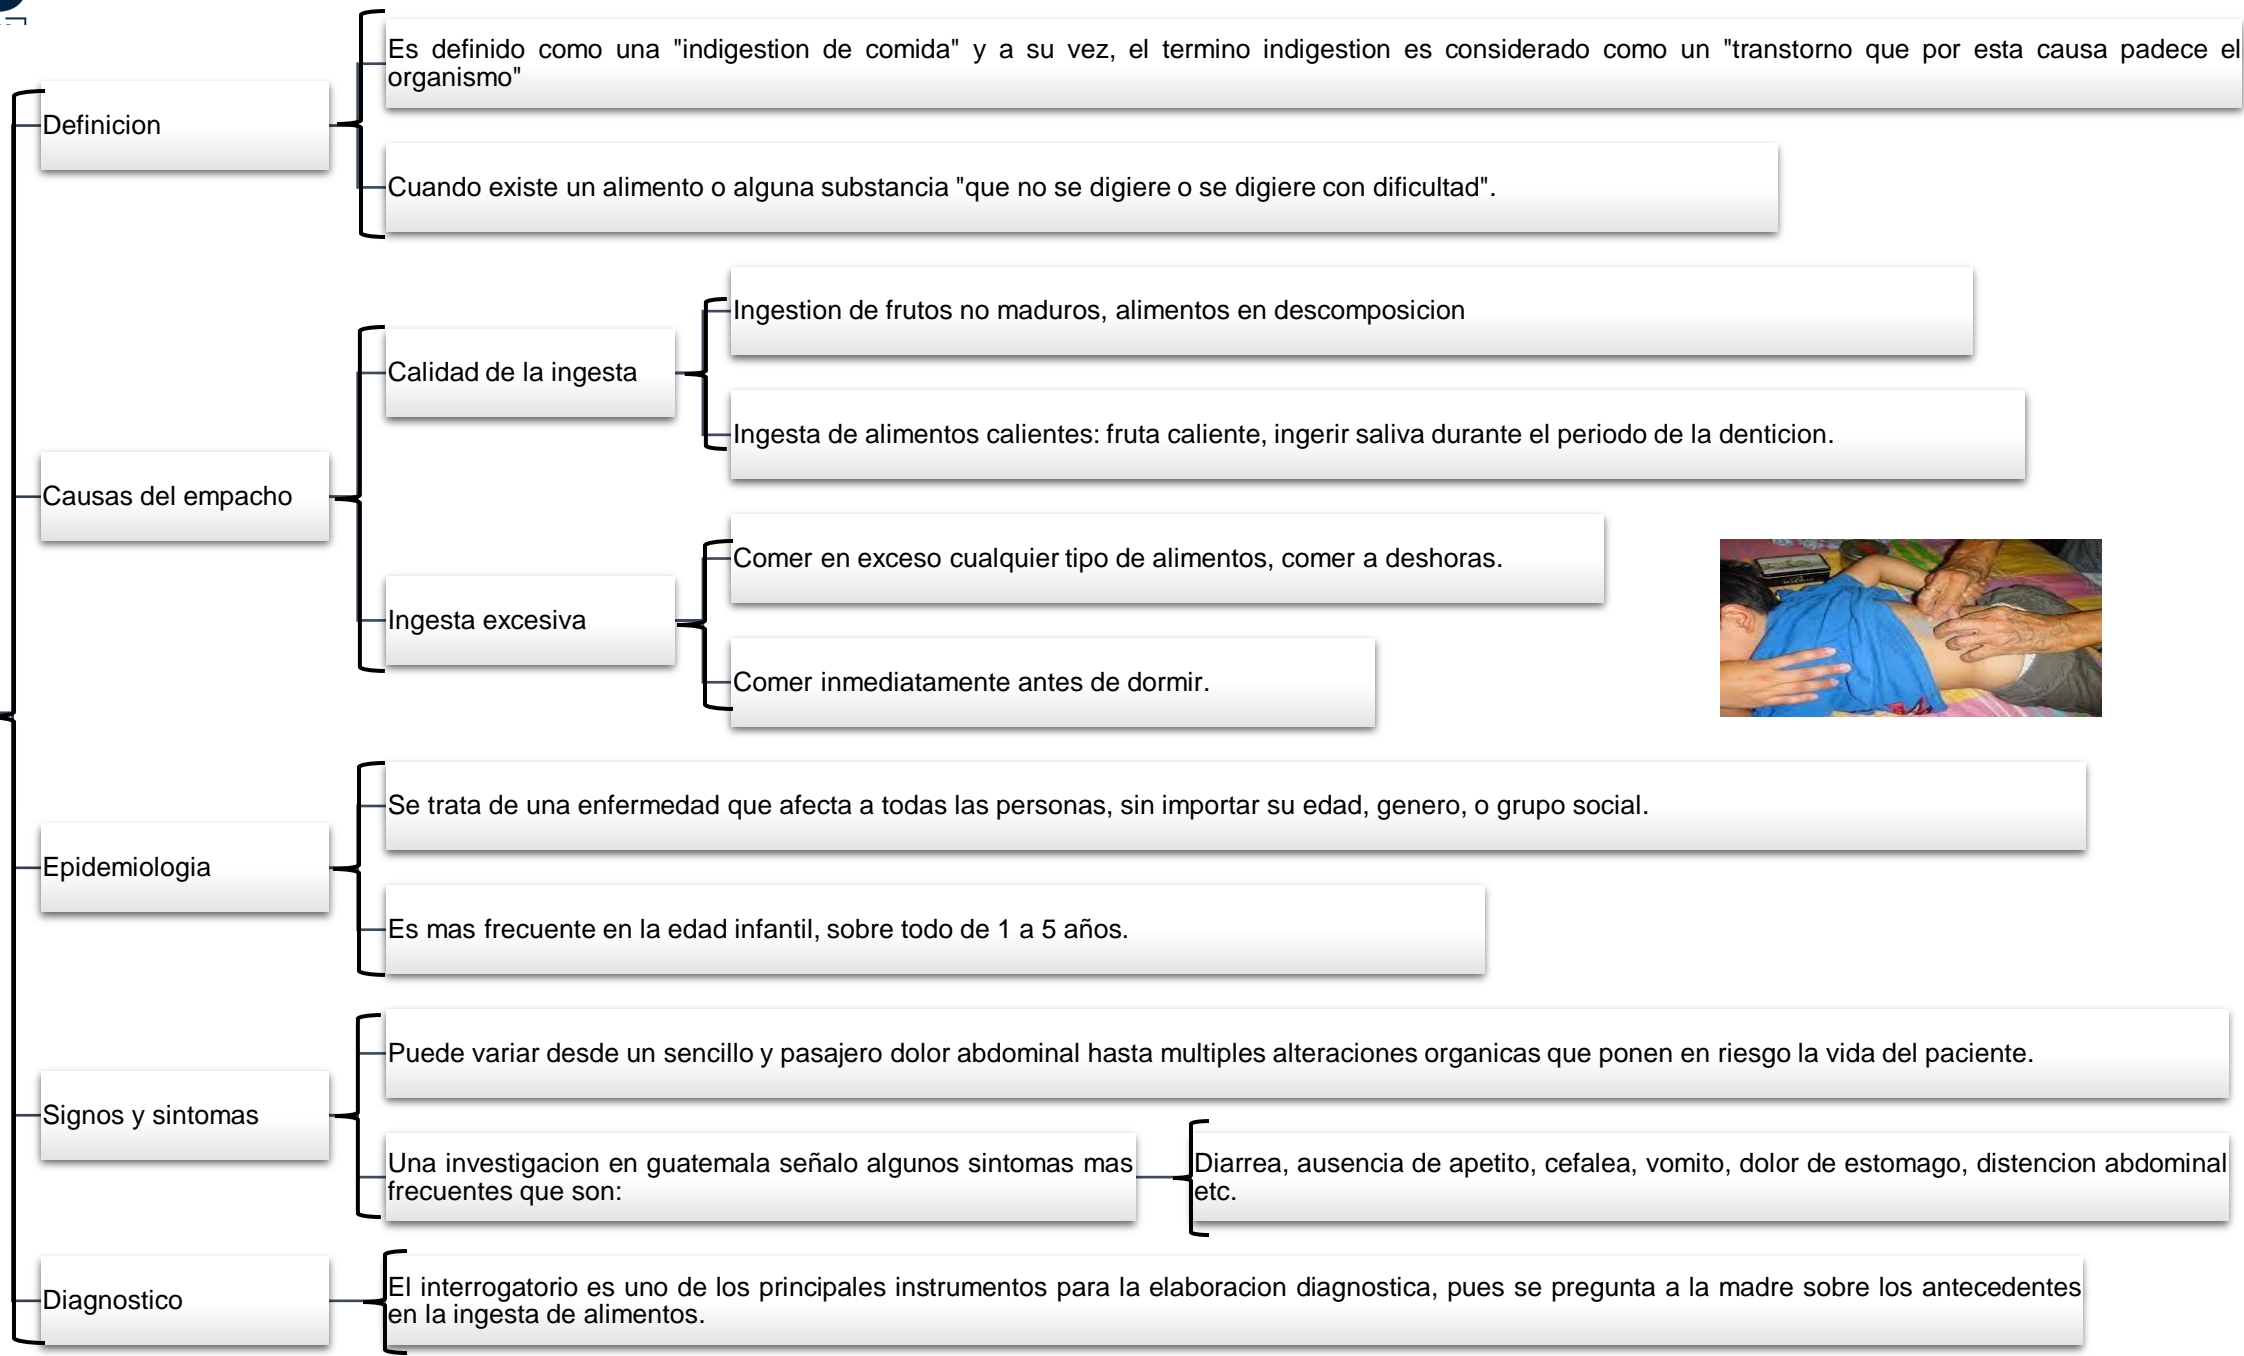 Definicion
Es definido como una "indigestion de comida" y a su vez, el termino indigestion es considerado como un "transtorno que por esta causa padece el
organismo"
Cuando existe un alimento o alguna substancia "que no se digiere o se digiere con dificultad".
Causas del empacho
Calidad de la ingesta
Ingestion de frutos no maduros, alimentos en descomposicion
Ingesta de alimentos calientes: fruta caliente, ingerir saliva durante el periodo de la denticion.
Ingesta excesiva
Comer en exceso cualquier tipo de alimentos, comer a deshoras.
Comer inmediatamente antes de dormir.
Epidemiologia
Se trata de una enfermedad que afecta a todas las personas, sin importar su edad, genero, o grupo social.
Es mas frecuente en la edad infantil, sobre todo de 1 a 5 años.
Signos y sintomas
Puede variar desde un sencillo y pasajero dolor abdominal hasta multiples alteraciones organicas que ponen en riesgo la vida del paciente.
Una investigacion en guatemala señalo algunos sintomas mas
frecuentes que son:
Diarrea, ausencia de apetito, cefalea, vomito, dolor de estomago, distencion abdominal
etc.
Diagnostico
El interrogatorio es uno de los principales instrumentos para la elaboracion diagnostica, pues se pregunta a la madre sobre los antecedentes
en la ingesta de alimentos.